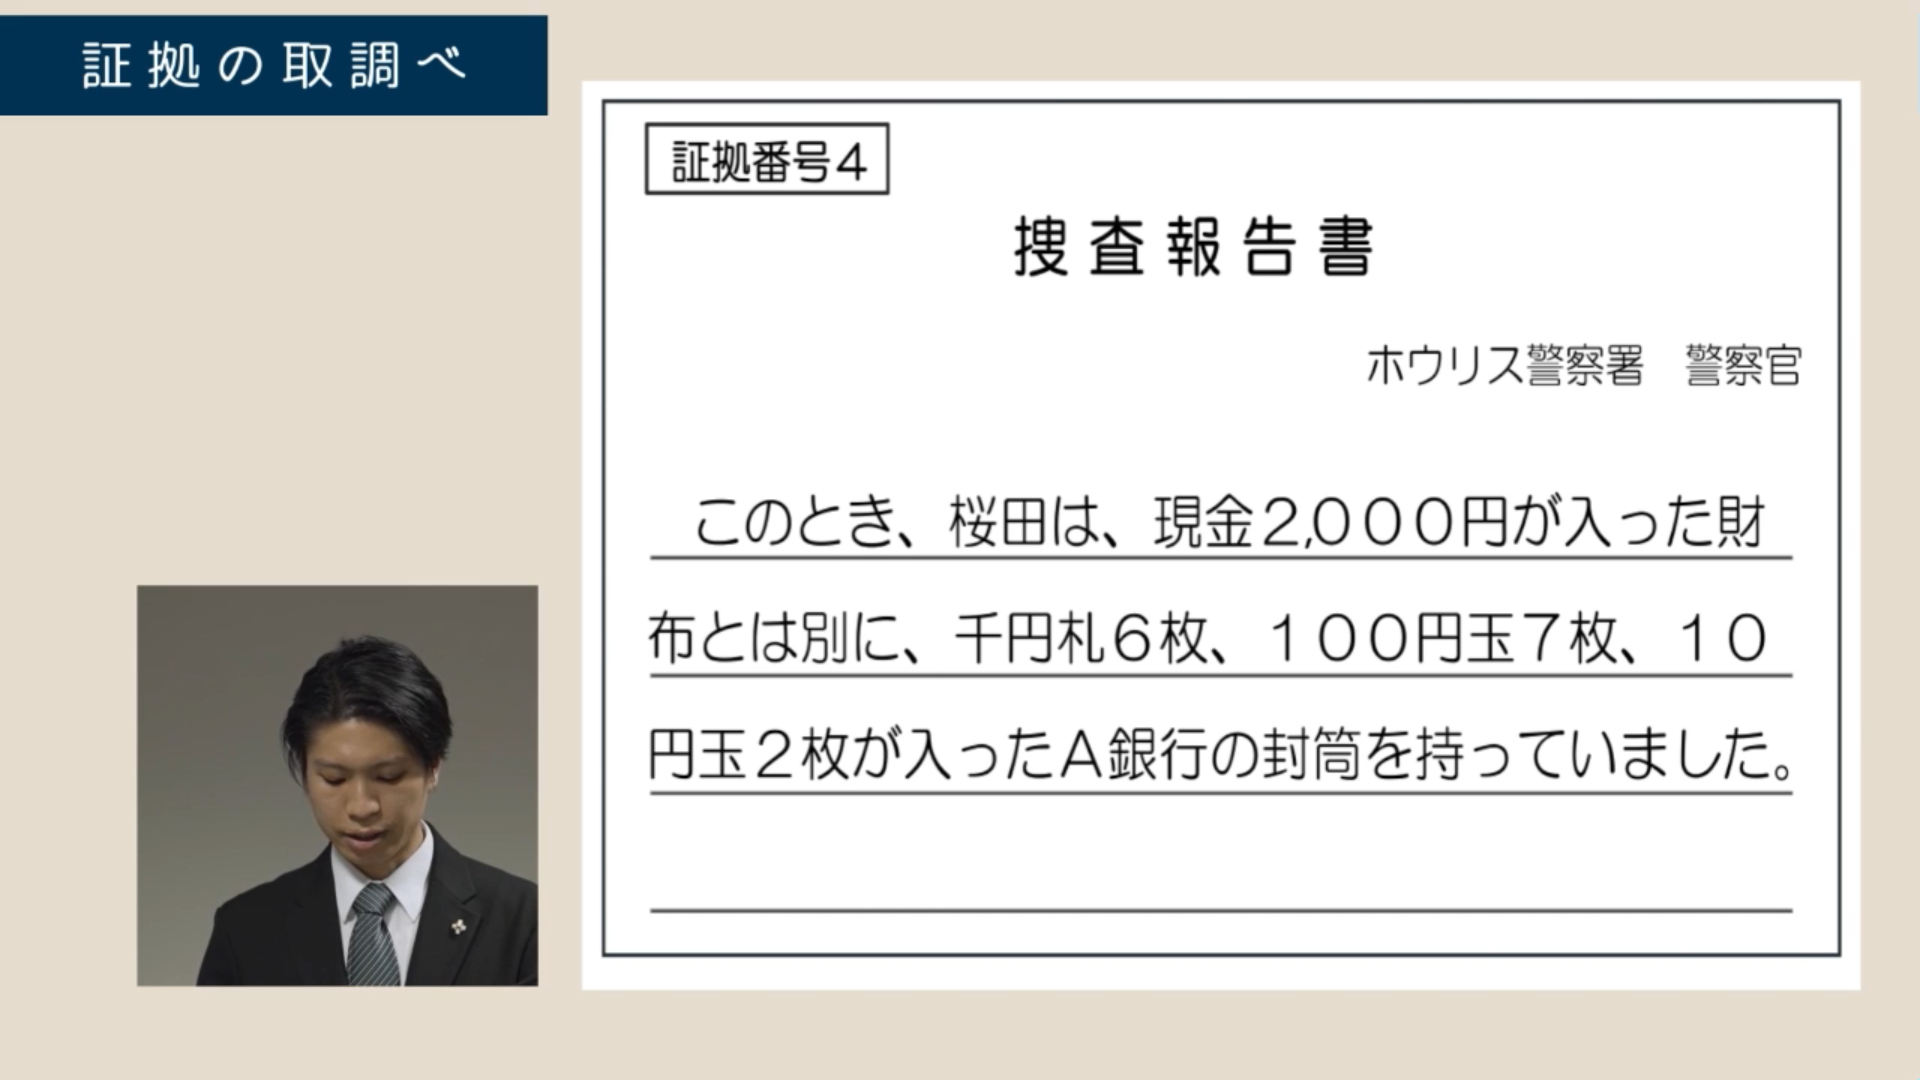 証拠の取調べ
証拠番号４
捜査報告書
ホウリス警察署　警察官
このとき、桜田は、現金２,０００円が入った財
布とは別に、千円札６枚、１００円玉７枚、１０
円玉２枚が入ったＡ銀行の封筒を持っていました。